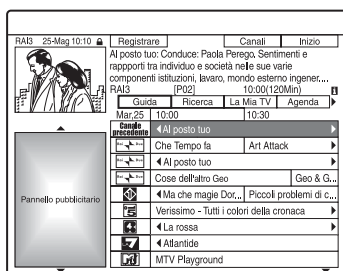 RAI3 25-Mag 10:10 Registrare Canali Inizio
Al posto tuo: Conduce: Paola Perego. Sentimenti e
rappporti tra individuo e società nele sue varie
componenti istituzioni, lavaro, mondo esterno ingener....
RAI3 [P02] 10:00(120Min)
Guida Ricerca La Mia TV Agenda
Mar,25 10:00 10:30
Canale
precedente
Al posto tuo
Che Tempo fa Art Attack
Al posto tuo
Cose dell'altro Geo Geo & G...
Ma che magie Dor,.. Piccoli problemi di c...
Verissimo - Tutti i colori della cronaca
La rossa
Atlantide
MTV Playground
Pannelo pubblicitario